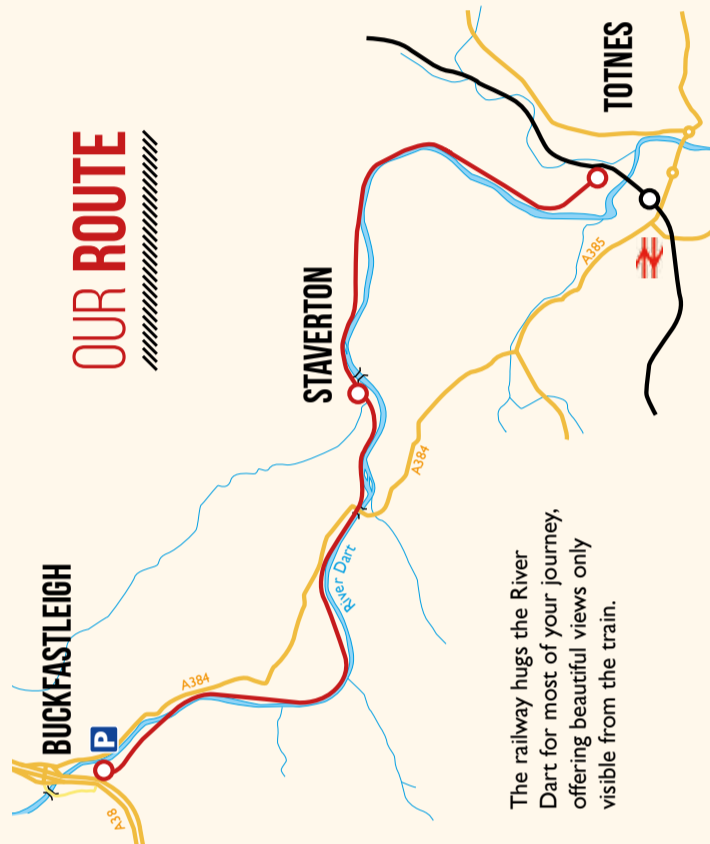 OUR ROUTE
BUCKFASTLEIGH
P
A38
A384
River Dart
STAVERTON
A384
A385
TOTNES
The railway hugs the River
Dart for most of your journey,
offering beautiful views only
visible from the train.